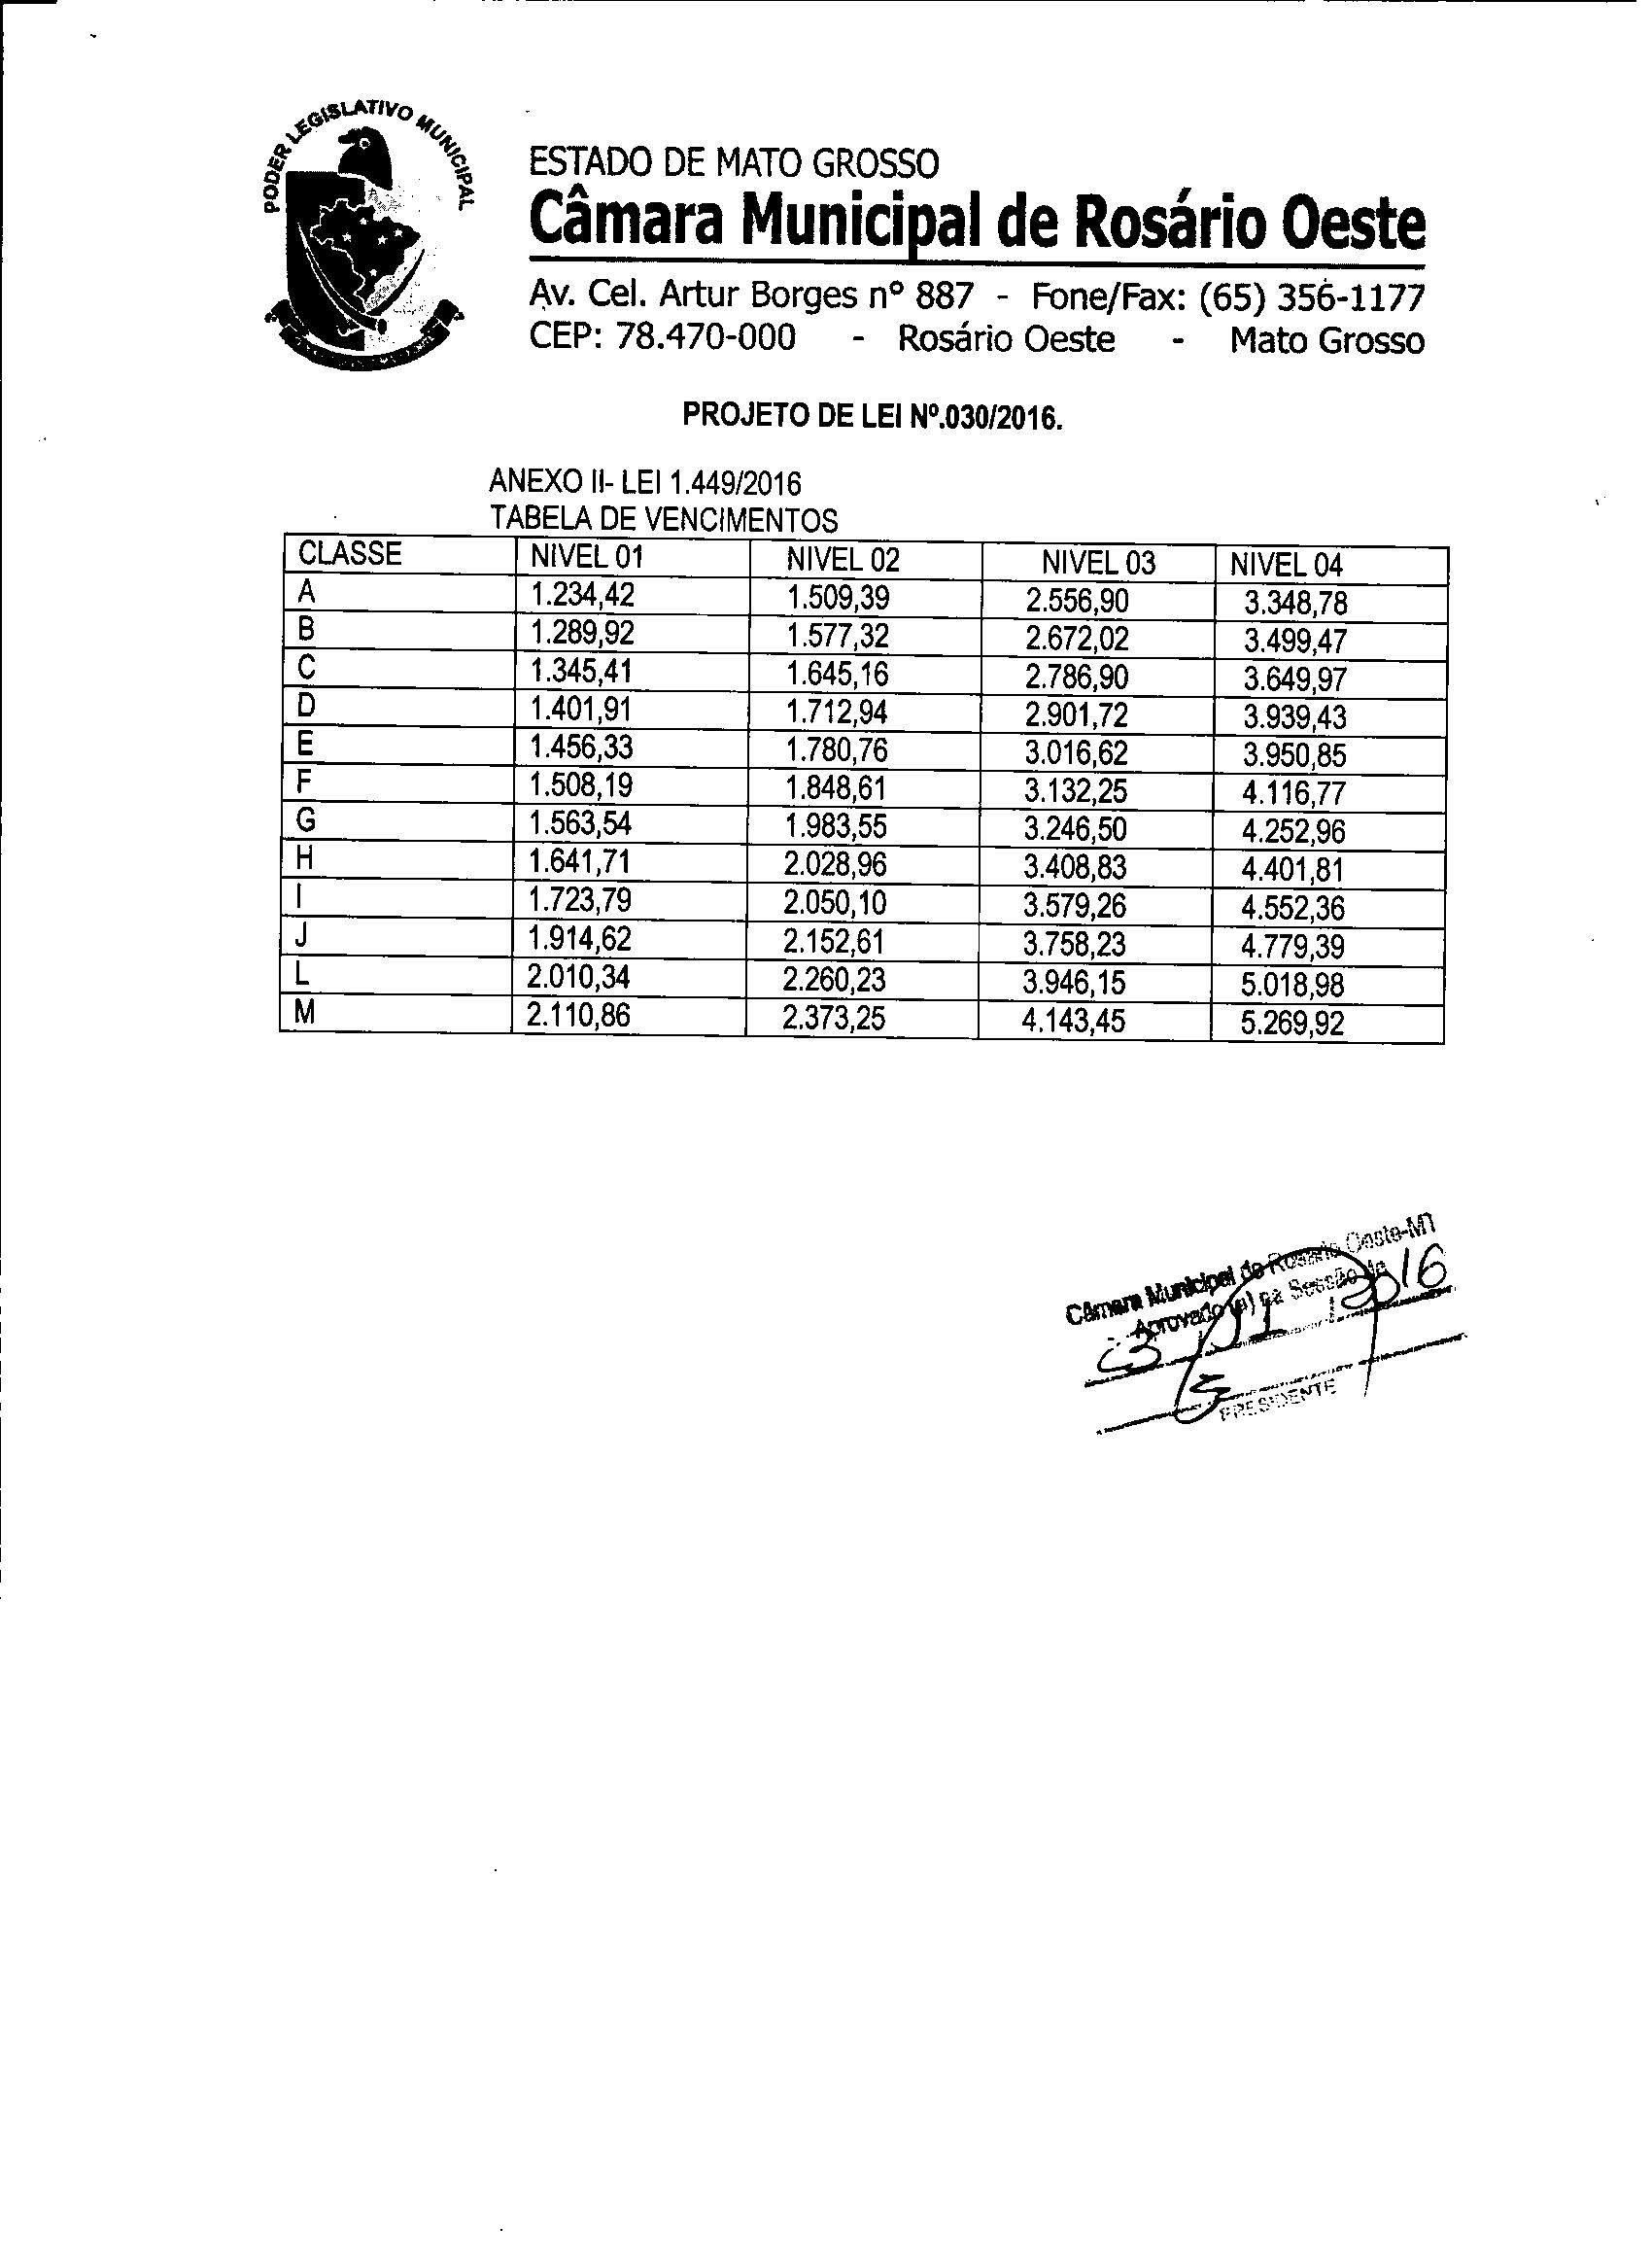 PODER LEGISLATIVO MUNICIPAL
ESTADO DE MATO GROSSO
Câmara Municipal de Rosário Oeste
Av. Cel. Artur Borges nº 887 - Fone/Fax: (65) 356-1177
CEP: 78.470-000 - Rosário Oeste - Mato Grosso
PROJETO DE LEI Nº.030/2016.
ANEXO II- LEI 1.449/2016
TABELA DE VENCIMENTOS
CLASSE NIVEL 01 NIVEL 02 NIVEL 03 NIVEL 04
A 1.234,42 1.509,39 2.556,90 3.348,78
B 1.289,92 1.577,32 2.672,02 3.499,47
C 1.345,41 1.645,16 2.786,90 3.649,97
D 1.401,91 1.712,94 2.901,72 3.939,43
E 1.456,33 1.780,76 3.016,62 3.950,85
F 1.508,19 1.848,61 3.132,25 4.116,77
G 1.563,54 1.983,55 3.246,50 4.252,96
H 1.641,71 2.028,96 3.408,83 4.401,81
I 1.723,79 2.050,10 3.579,26 4.552,36
J 1.914,62 2.152,61 3.758,23 4.779,39
L 2.010,34 2.260,23 3.946,15 5.018,98
M 2.110,86 2.373,25 4.143,45 5.269,92
Câmara Municipal de Rosário Oeste-MT
Aprovado (a) na Sessão de
PRESIDENTE